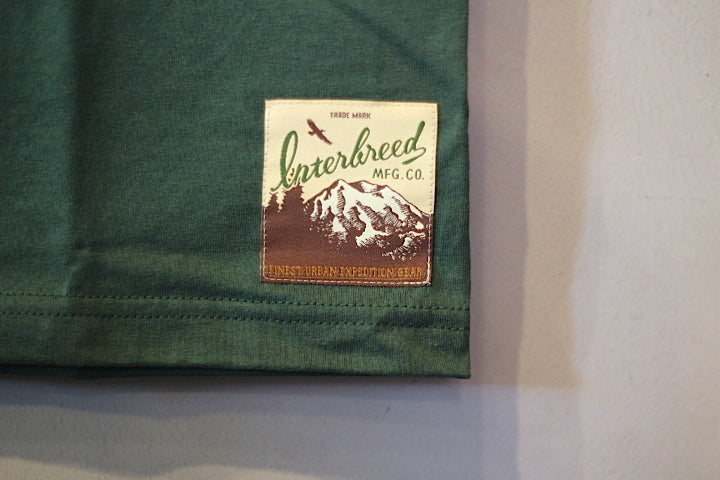 TRADE MARK
Interbreed
MFG. CO.
FINEST URBAN EXPEDITION GEAR